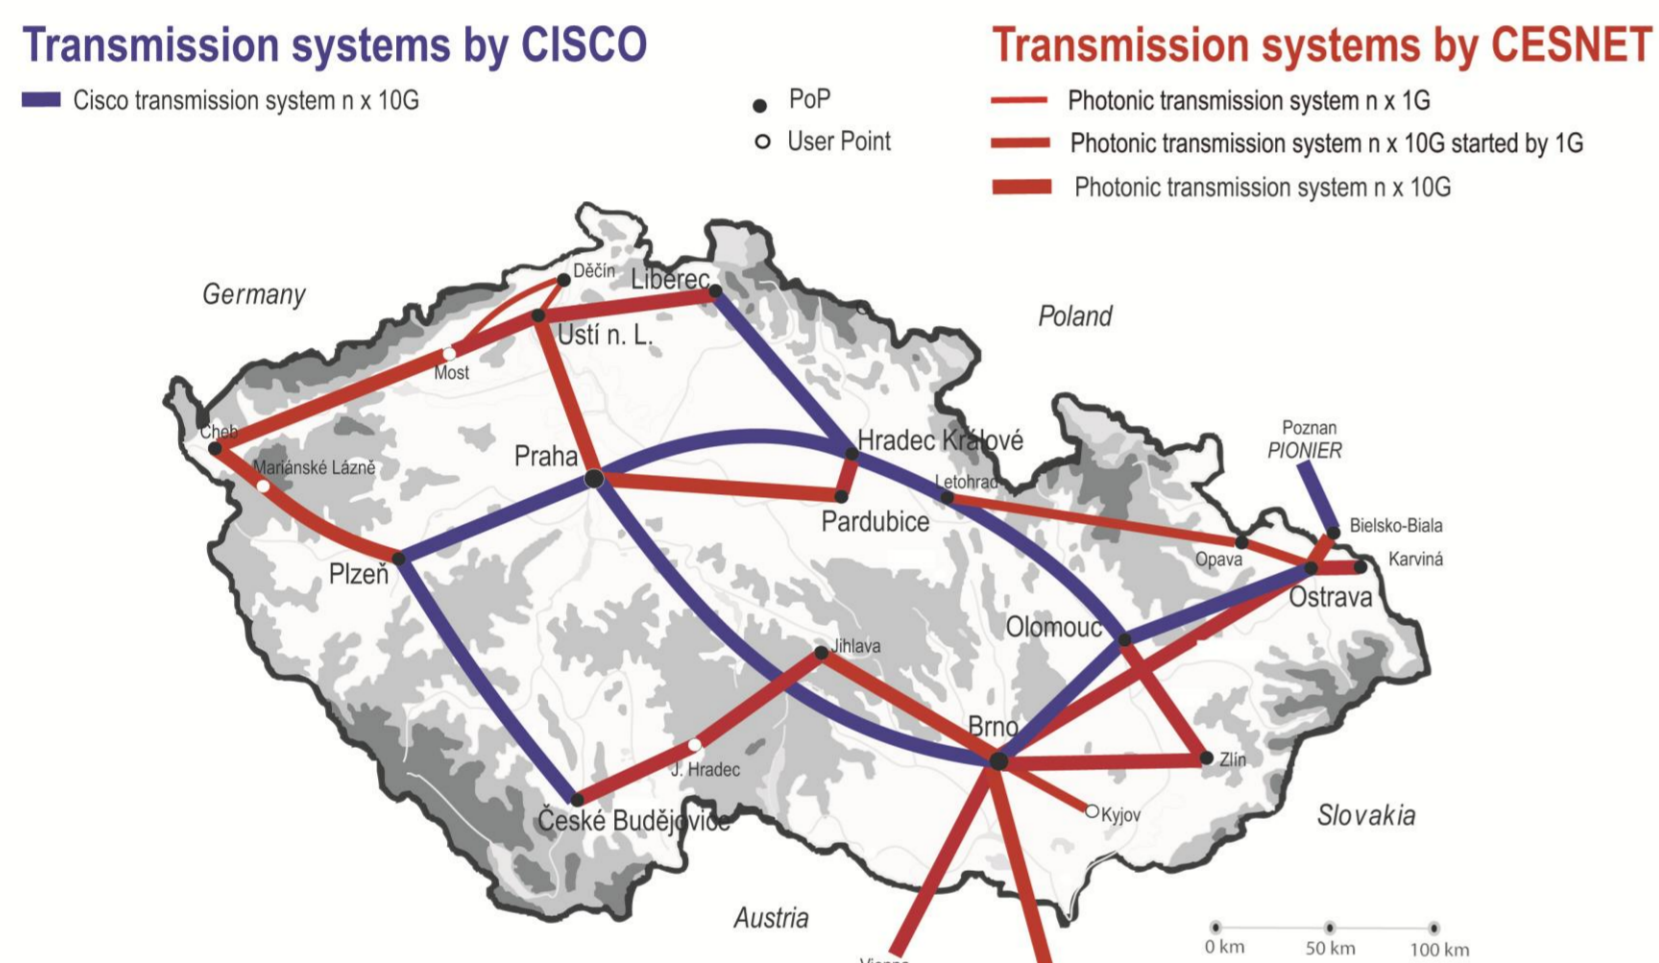 Transmission systems by CISCO
Cisco transmission system n x 10G
PoP
User Point
Transmission systems by CESNET
Photonic transmission system n x 1G
Photonic transmission system n x 10G started by 1G
Photonic transmission system n x 10G
Germany
Děčín
Liberec
Poland
Ustí n. L.
Most
Cheb
Mariánské Lázně
Praha
Hradec Králové
Letohrad
Pardubice
Poznan
PIONIER
Bielsko-Biala
Karviná
Opava
Ostrava
Plzeň
Olomouc
Jihlava
Brno
Zlín
J. Hradec
České Budějovice
Kyjov
Slovakia
Austria
0 km
50 km
100 km